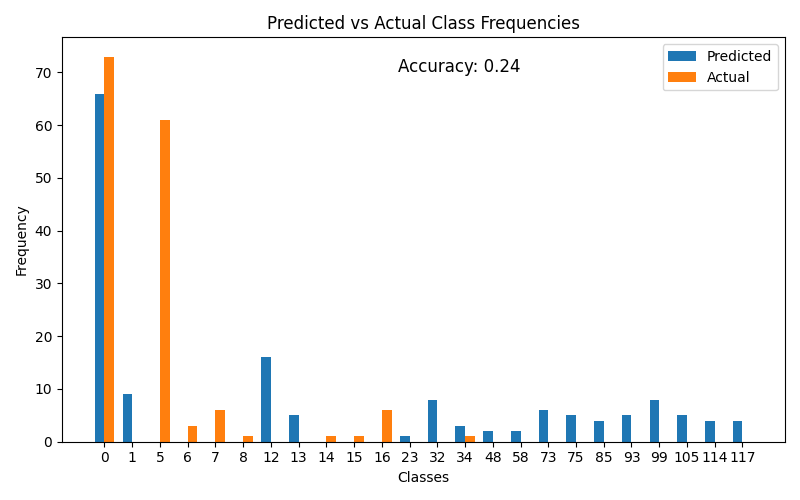 Predicted vs Actual Class Frequencies
Accuracy: 0.24
Predicted
Actual
Frequency
70
60
50
40
30
20
10
0
0 1 5 6 7 8 12 13 14 15 16 23 32 34 48 58 73 75 85 93 99 105 114 117
Classes